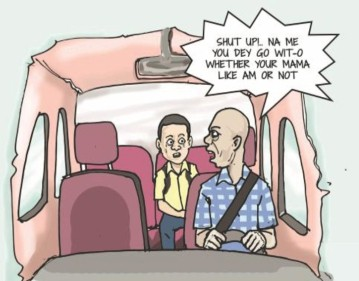 SHUT UP!. NA ME
YOU DEY GO WIT-O
WHETHER YOUR MAMA
LIKE AM OR NOT